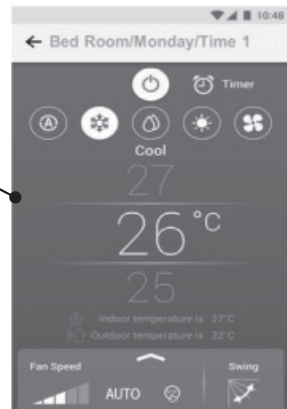 10:48
← Bed Room/Monday/Time 1
Timer
A
Cool
27
26°C
25
Indoor temperature is 27°C
Outdoor temperature is 32°C
Fan Speed
Swing
AUTO